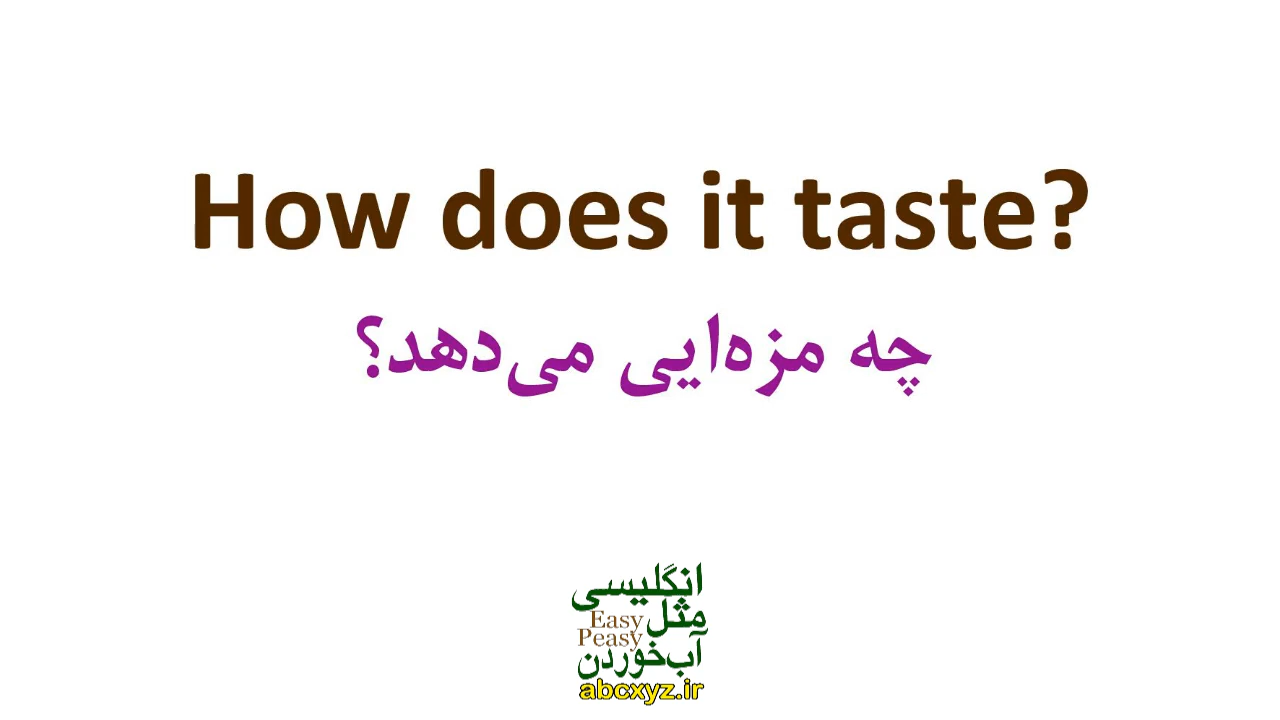 How does it taste?
چه مزه‌ایی می‌دهد؟
انگلیسی
مثل
Easy
Peasy
آب‌خوردن
abcxyz.ir